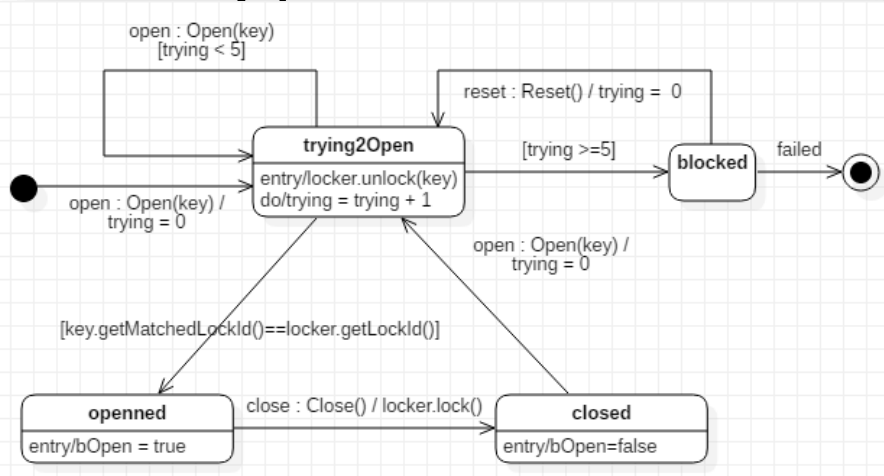 open : Open(key)
[trying < 5]
reset : Reset() / trying =  0
trying2Open
entry/locker.unlock(key)
do/trying = trying + 1
[trying >=5]
blocked
failed
open : Open(key) /
trying = 0
open : Open(key) /
trying = 0
[key.getMatchedLockId()==locker.getLockId()]
openned
entry/bOpen = true
close : Close() / locker.lock()
closed
entry/bOpen=false